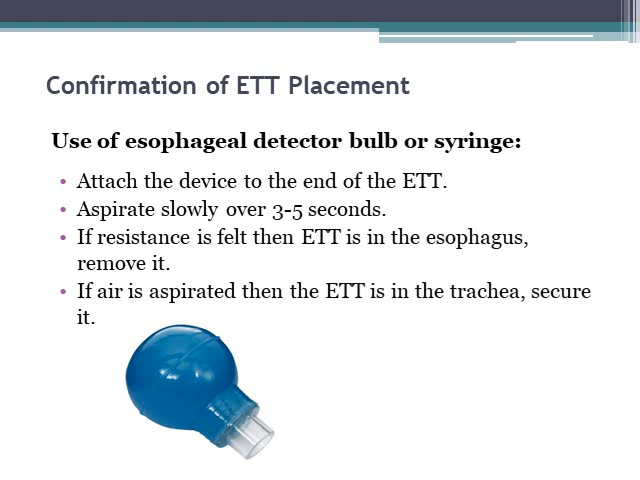 Confirmation of ETT Placement
Use of esophageal detector bulb or syringe:
• Attach the device to the end of the ETT.
• Aspirate slowly over 3-5 seconds.
• If resistance is felt then ETT is in the esophagus,
remove it.
• If air is aspirated then the ETT is in the trachea, secure
it.